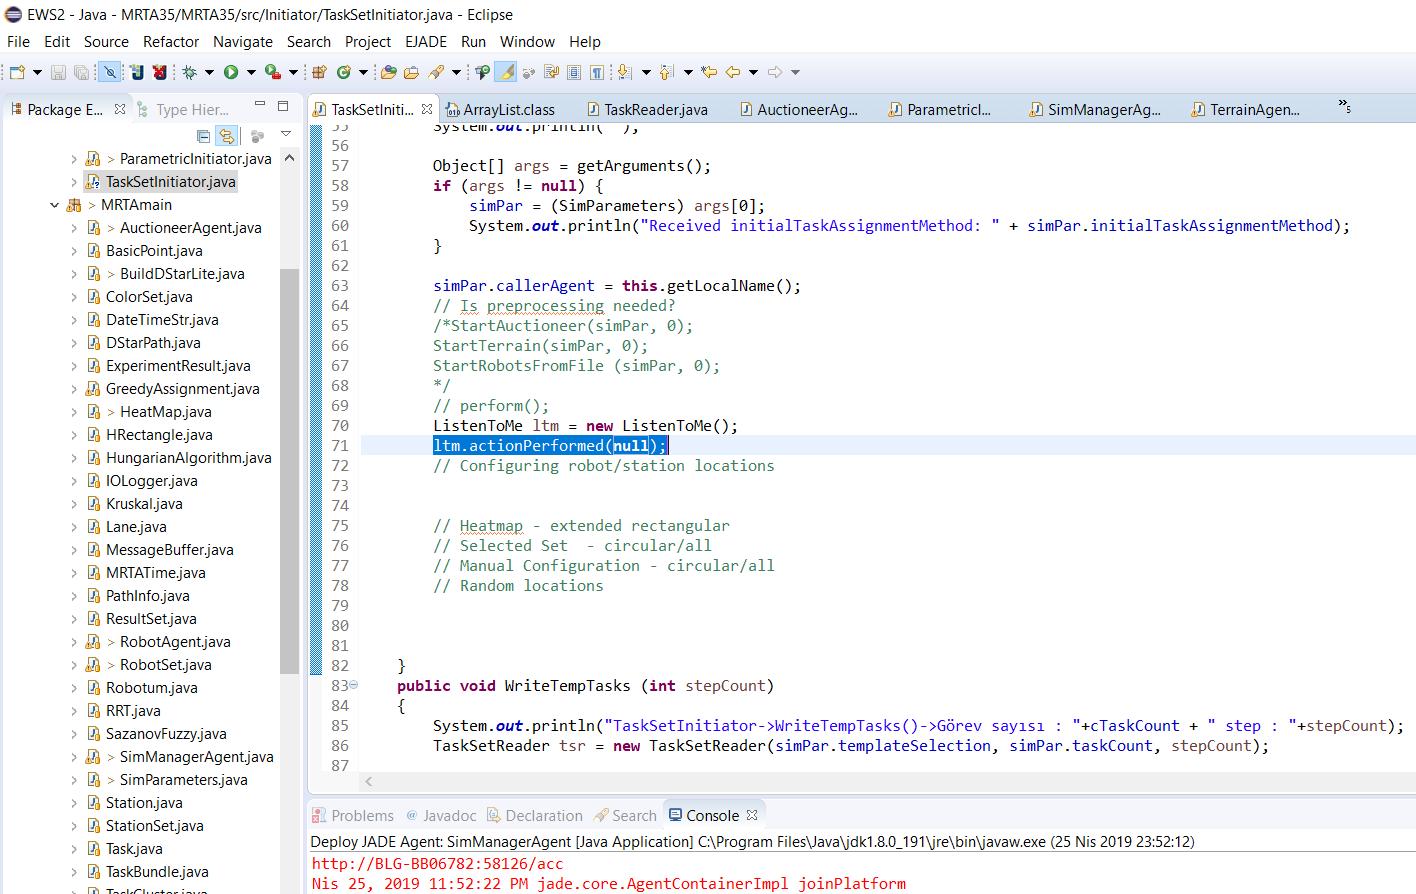 EWS2 - Java - MRTA35/MRTA35/src/Initiator/TaskSetInitiator.java - Eclipse
File Edit Source Refactor Navigate Search Project EJADE Run Window Help
Package E... Type Hier...
> ParametricInitiator.java
TaskSetInitiator.java
> MRTAmain
> AuctioneerAgent.java
BasicPoint.java
> BuildDStarLite.java
ColorSet.java
DateTimeStr.java
DStarPath.java
ExperimentResult.java
GreedyAssignment.java
> HeatMap.java
HRectangle.java
HungarianAlgorithm.java
IOLogger.java
Kruskal.java
Lane.java
MessageBuffer.java
MRTATime.java
PathInfo.java
ResultSet.java
> RobotAgent.java
> RobotSet.java
Robotum.java
RRT.java
SazanovFuzzy.java
> SimManagerAgent.java
> SimParameters.java
Station.java
StationSet.java
Task.java
TaskBundle.java
TaskCluster.java
TaskSetIniti... ArrayList.class TaskReader.java AuctioneerAg... ParametricI... SimManagerAg... TerrainAgen... »5
55 System.out.println(" ");
56
57 Object[] args = getArguments();
58 if (args != null) {
59 simPar = (SimParameters) args[0];
60 System.out.println("Received initialTaskAssignmentMethod: " + simPar.initialTaskAssignmentMethod);
61 }
62
63 simPar.callerAgent = this.getLocalName();
64 // Is preprocessing needed?
65 /*StartAuctioneer(simPar, 0);
66 StartTerrain(simPar, 0);
67 StartRobotsFromFile (simPar, 0);
68 */
69 // perform();
70 ListenToMe ltm = new ListenToMe();
71 ltm.actionPerformed(null);
72 // Configuring robot/station locations
73
74
75 // Heatmap - extended rectangular
76 // Selected Set  - circular/all
77 // Manual Configuration - circular/all
78 // Random locations
79
80
81
82 }
83 public void WriteTempTasks (int stepCount)
84 {
85 System.out.println("TaskSetInitiator->WriteTempTasks()->Görev sayısı : "+cTaskCount + " step : "+stepCount);
86 TaskSetReader tsr = new TaskSetReader(simPar.templateSelection, simPar.taskCount, stepCount);
87
Problems @ Javadoc Declaration Search Console
Deploy JADE Agent: SimManagerAgent [Java Application] C:\Program Files\Java\jdk1.8.0_191\jre\bin\javaw.exe (25 Nis 2019 23:52:12)
http://BLG-BB06782:58126/acc
Nis 25, 2019 11:52:22 PM jade.core.AgentContainerImpl joinPlatform